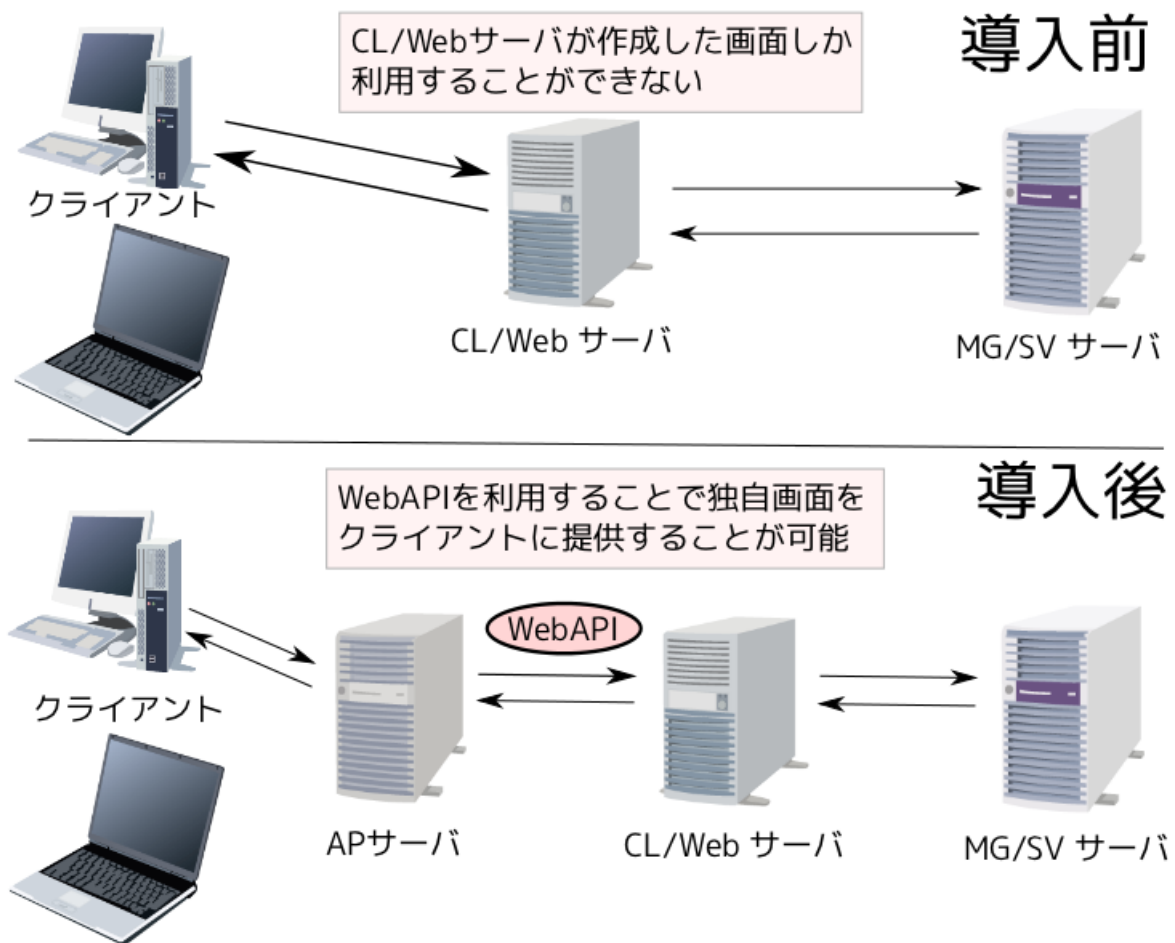 CL/Webサーバが作成した画面しか
利用することができない
導入前
クライアント
CL/Web サーバ
MG/SV サーバ
WebAPIを利用することで独自画面を
クライアントに提供することが可能
導入後
WebAPI
クライアント
APサーバ
CL/Web サーバ
MG/SV サーバ